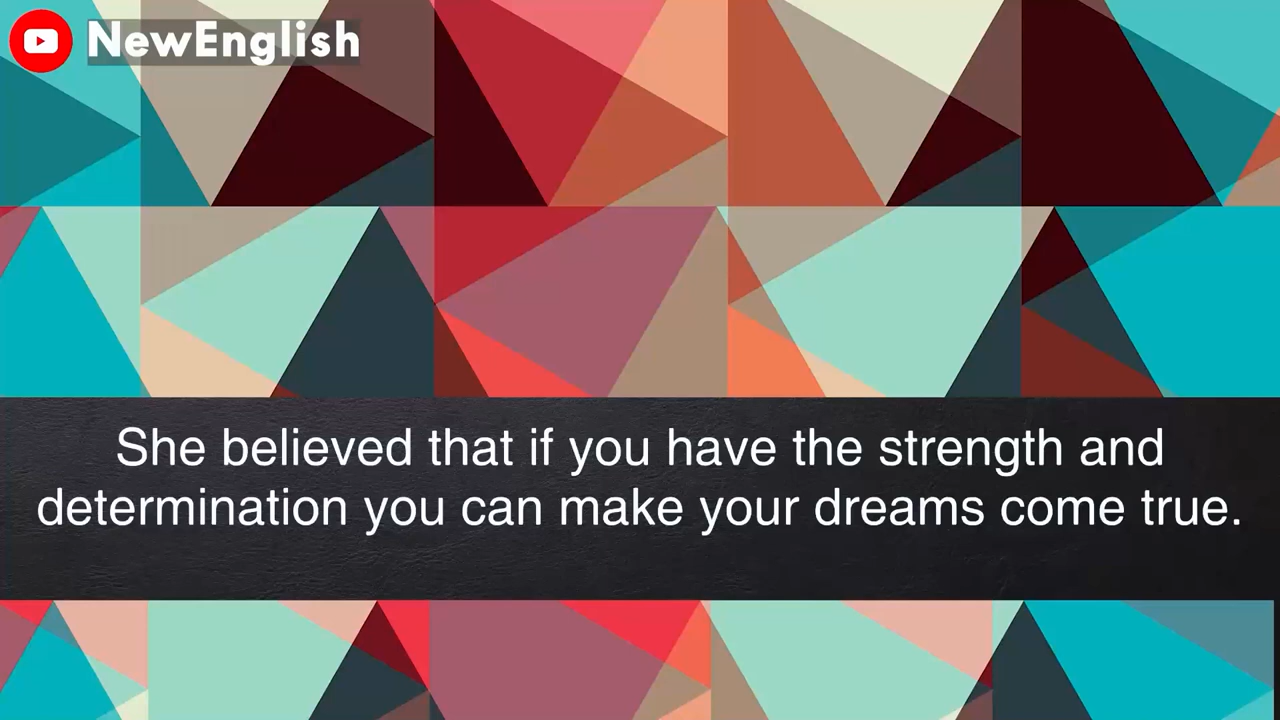 NewEnglish
She believed that if you have the strength and
determination you can make your dreams come true.